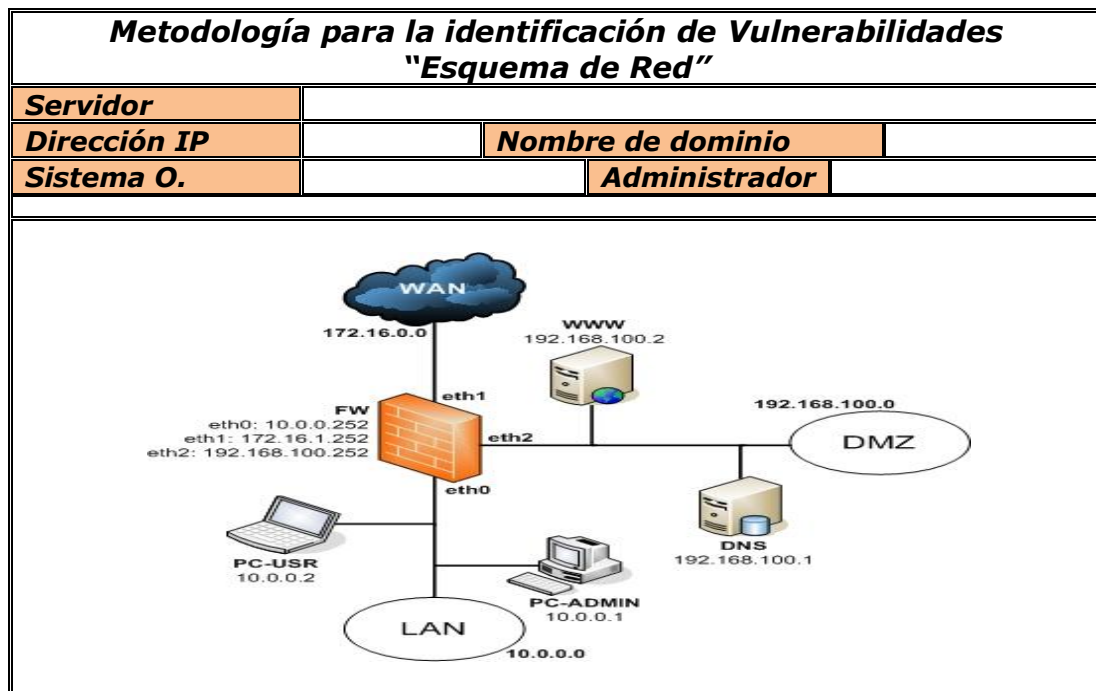 Metodología para la identificación de Vulnerabilidades
“Esquema de Red”
Servidor
Dirección IP
Nombre de dominio
Sistema O.
Administrador
WAN
172.16.0.0
WWW
192.168.100.2
eth1
FW
eth0: 10.0.0.252
eth1: 172.16.1.252
eth2: 192.168.100.252
eth2
192.168.100.0
DMZ
eth0
DNS
192.168.100.1
PC-USR
10.0.0.2
PC-ADMIN
10.0.0.1
LAN
10.0.0.0